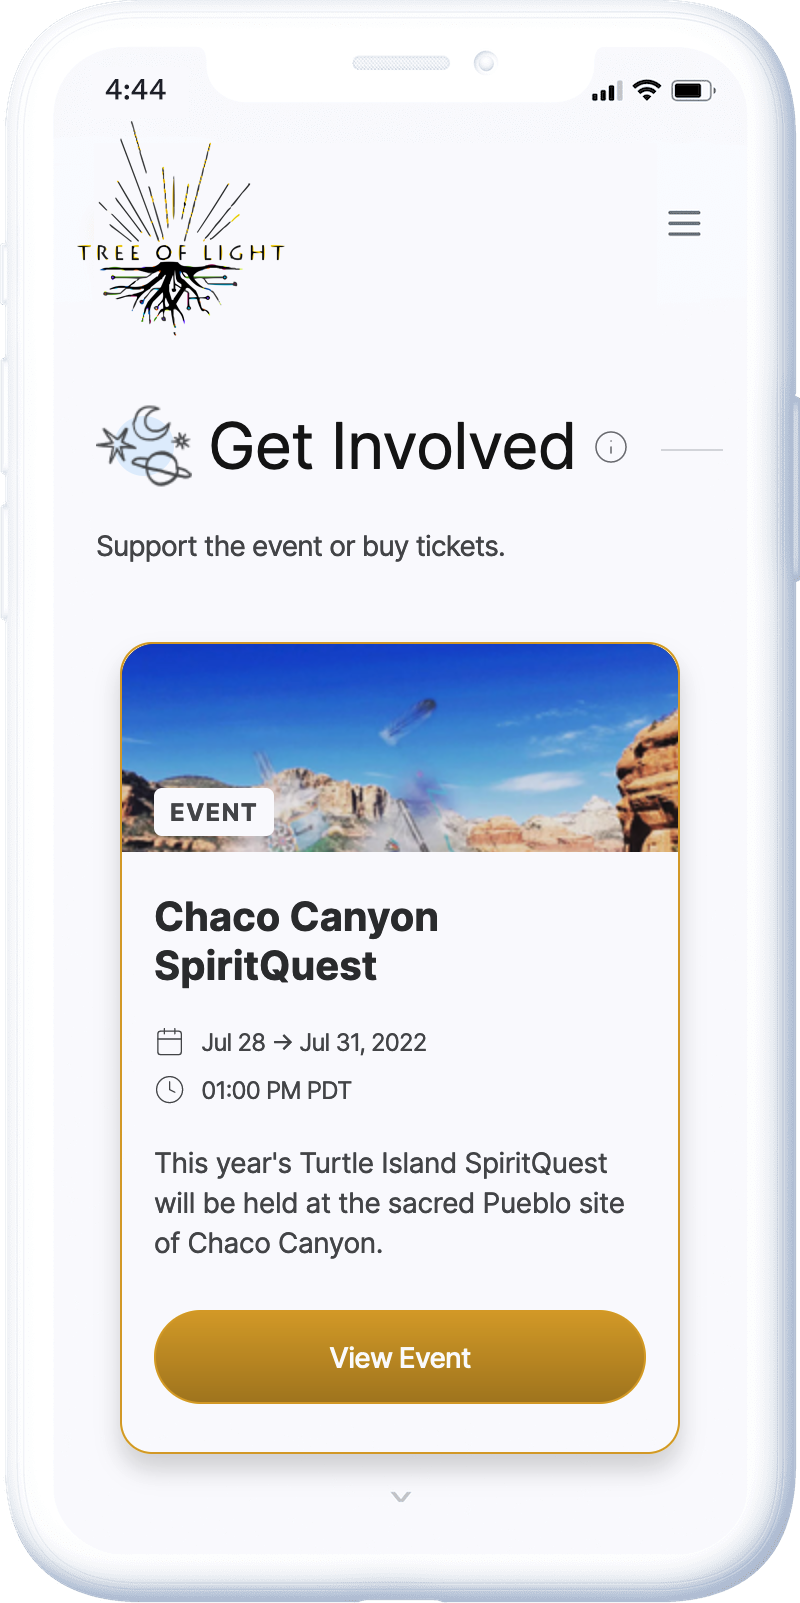 4:44
TREE OF LIGHT
Get Involved
Support the event or buy tickets.
EVENT
Chaco Canyon
SpiritQuest
Jul 28 → Jul 31, 2022
01:00 PM PDT
This year's Turtle Island SpiritQuest
will be held at the sacred Pueblo site
of Chaco Canyon.
View Event